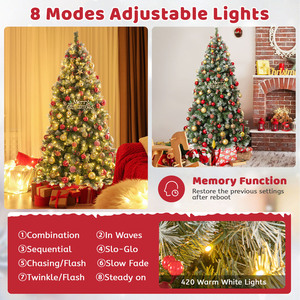 8 Modes Adjustable Lights
Memory Function
Restore the previous settings
after reboot
①Combination
②In Waves
③Sequential
④Slo-Glo
⑤Chasing/Flash
⑥Slow Fade
⑦Twinkle/Flash
⑧Steady on
420 Warm White Lights